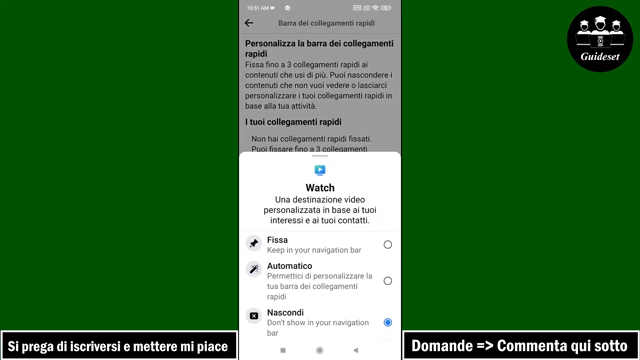 10:51 AM
Barra dei collegamenti rapidi
Personalizza la barra dei collegamenti
rapidi
Fissa fino a 3 collegamenti rapidi ai
contenuti che usi di più. Puoi nascondere i
contenuti che non vuoi vedere o lasciarci
personalizzare i tuoi collegamenti rapidi in
base alla tua attività.
I tuoi collegamenti rapidi
Non hai collegamenti rapidi fissati.
Puoi fissare fino a 3 collegamenti
Watch
Una destinazione video
personalizzata in base ai tuoi
interessi e ai tuoi contatti.
Fissa
Keep in your navigation bar
Automatico
Permettici di personalizzare la
tua barra dei collegamenti
rapidi
Nascondi
Don't show in your navigation
bar
Guideset
Si prega di iscriversi e mettere mi piace
Domande => Commenta qui sotto